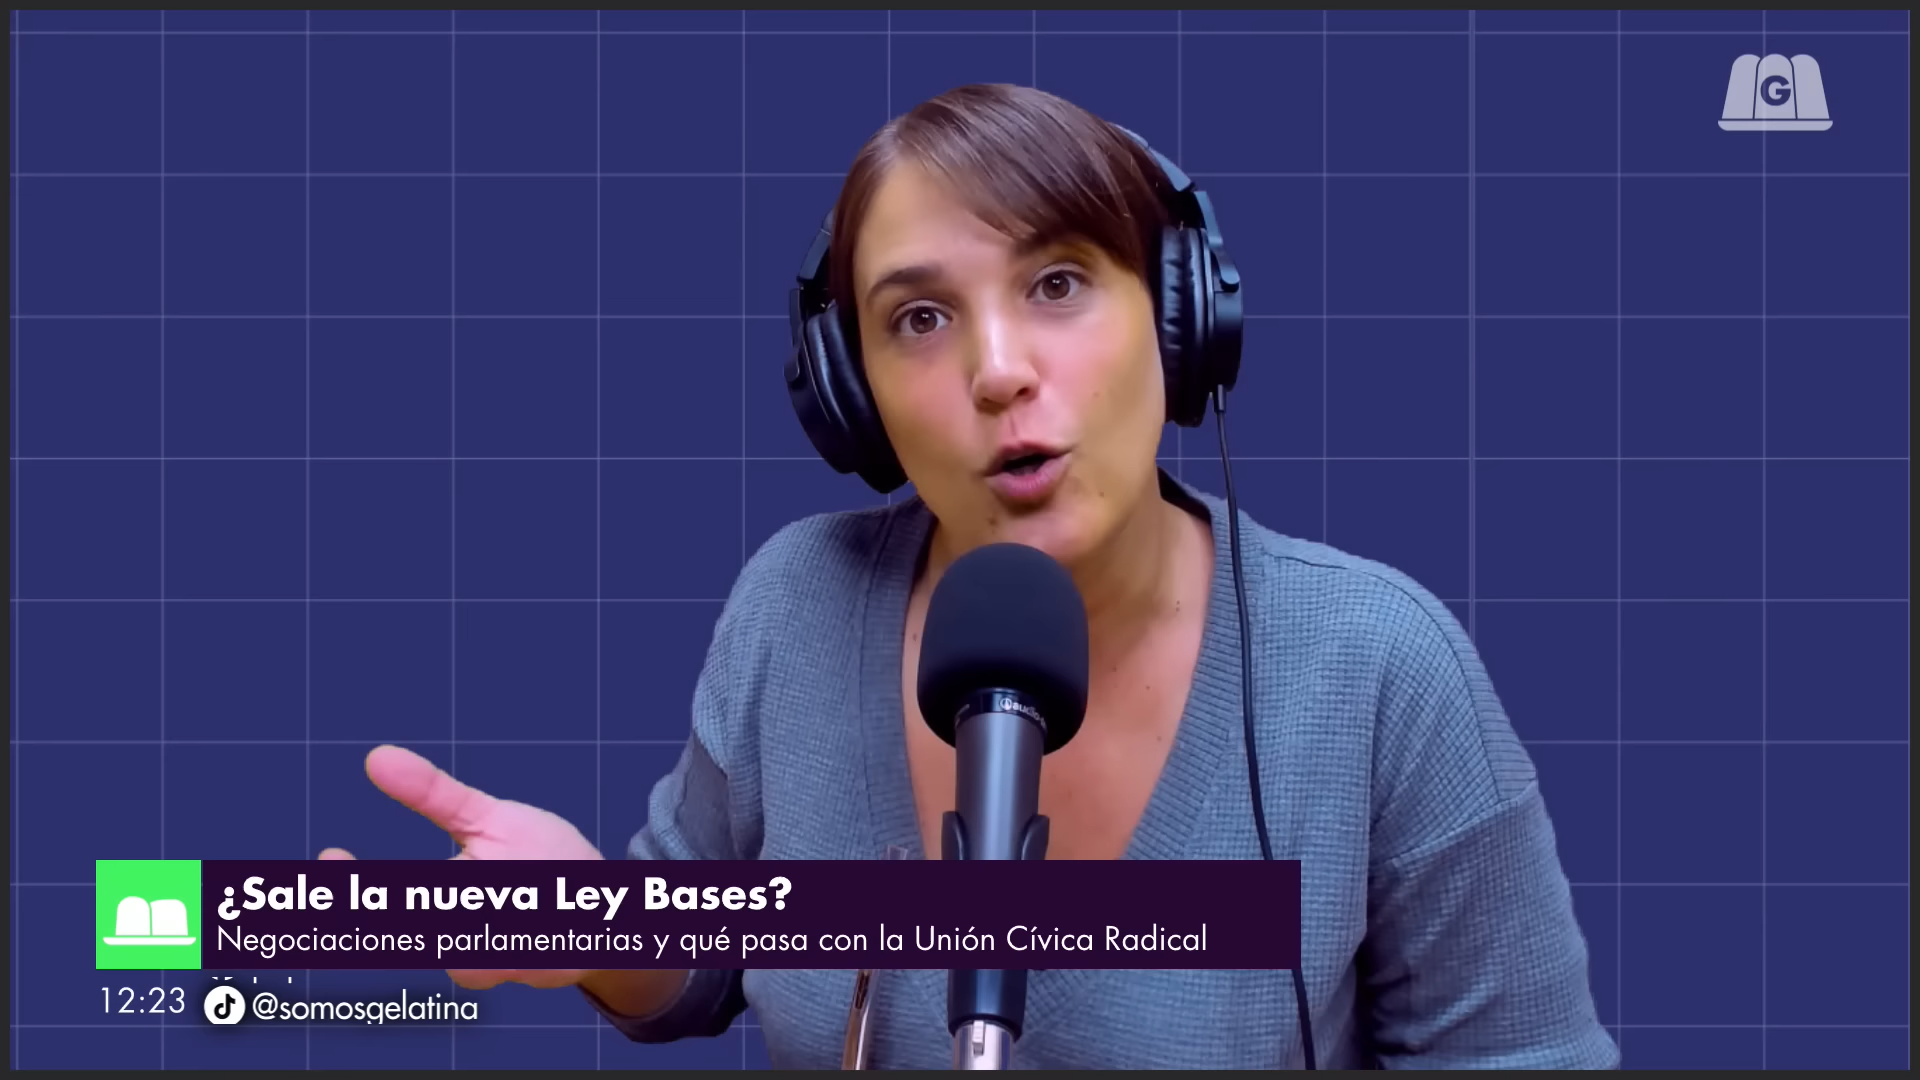 G
¿Sale la nueva Ley Bases?
Negociaciones parlamentarias y qué pasa con la Unión Cívica Radical
12:23
@somosgelatina